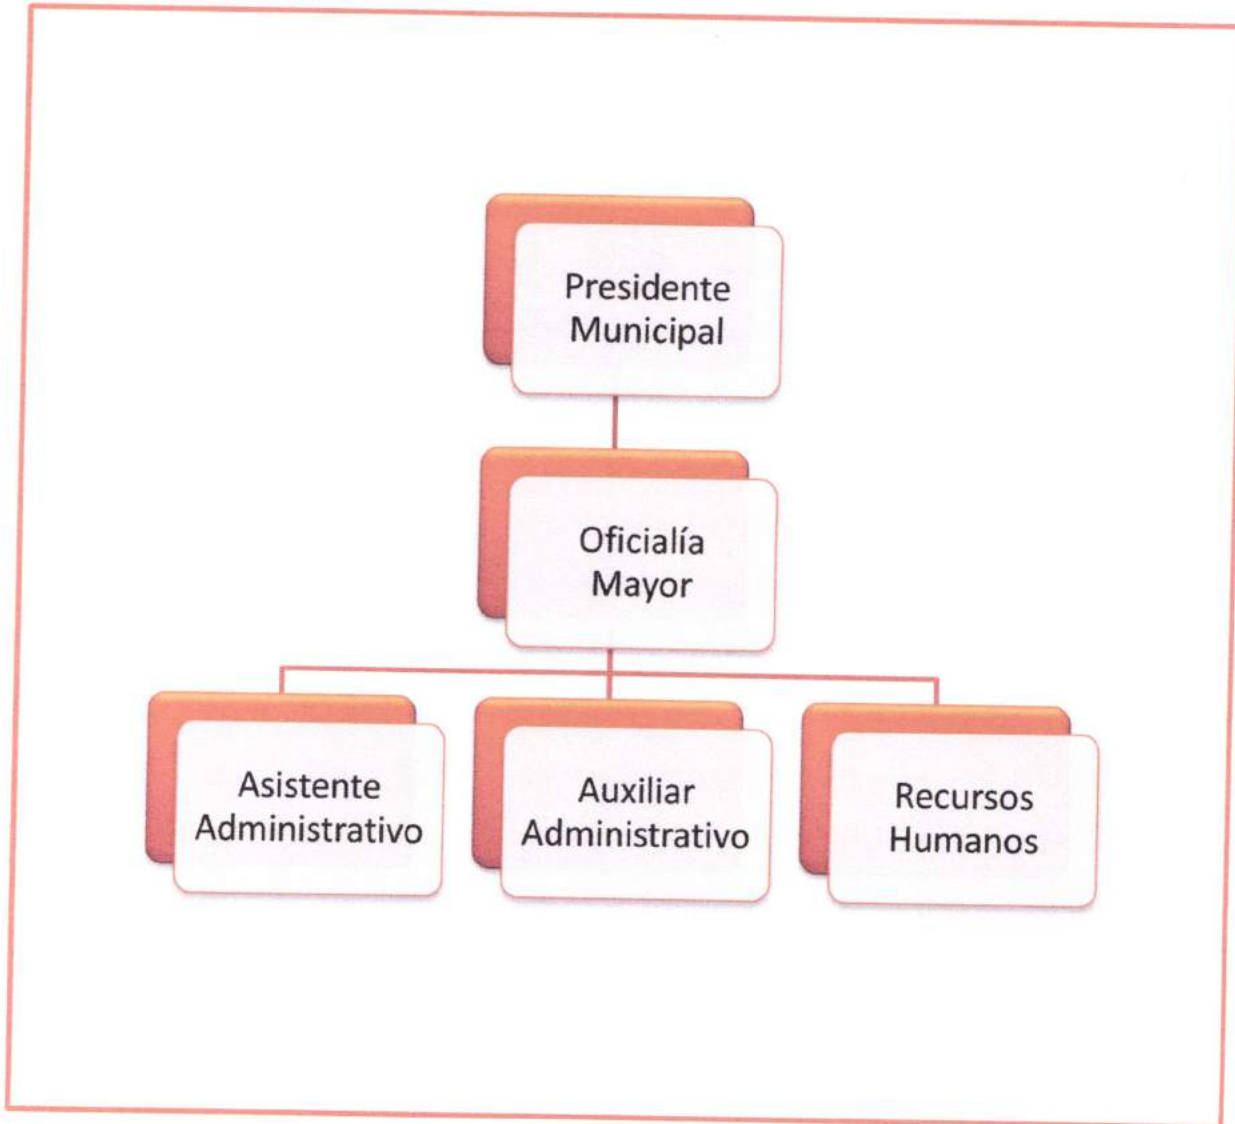 Presidente
Municipal
Oficialía
Mayor
Asistente
Administrativo
Auxiliar
Administrativo
Recursos
Humanos